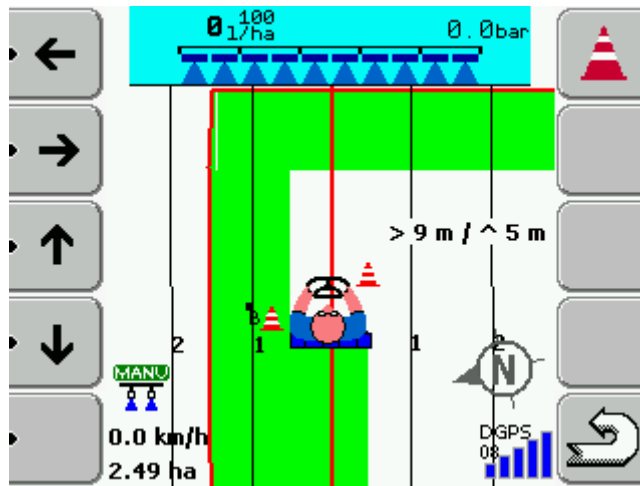 0 100 l/ha 0.0bar
> 9 m / ^ 5 m
B
2 1 1 2
MANU
N
0.0 km/h
DGPS
08
2.49 ha